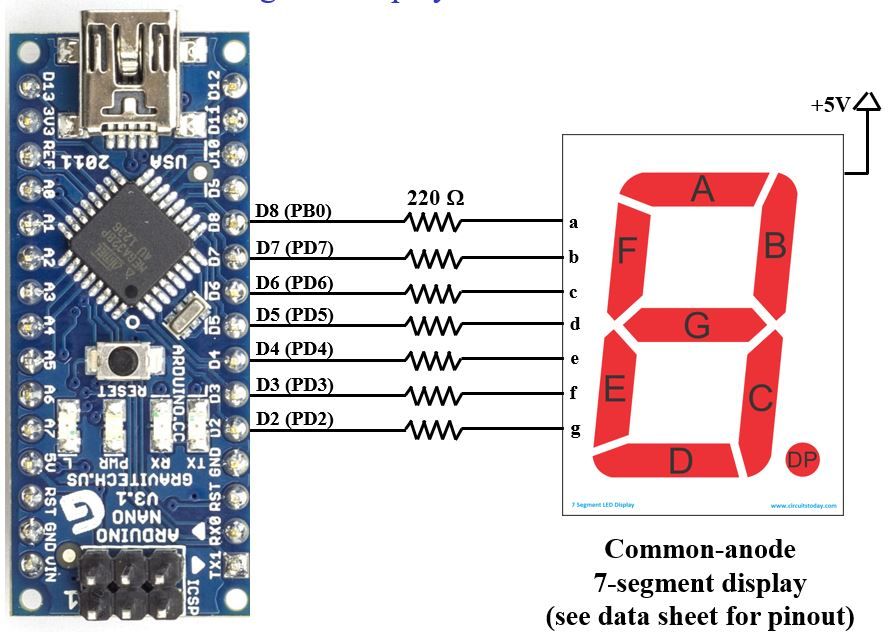 D12
D11
D10
D9
D8
D7
D6
D5
D4
D3
D2
GND
RST
RX0
TX1
D13
3V3
REF
A0
A1
A2
A3
A4
A5
A6
A7
5V
RST
GND
VIN
USA
2011
MEGA328P
AU 1236
ARDUINO.CC
RESET
TX
RX
PWR
L
GRAVITECH.US
G
ARDUINO
NANO
V3.1
ICSP
1
D8 (PB0)
D7 (PD7)
D6 (PD6)
D5 (PD5)
D4 (PD4)
D3 (PD3)
D2 (PD2)
220 Ω
a
b
c
d
e
f
g
+5V
A
F
B
G
E
C
D
DP
7 Segment LED Display
www.circuitstoday.com
Common-anode
7-segment display
(see data sheet for pinout)